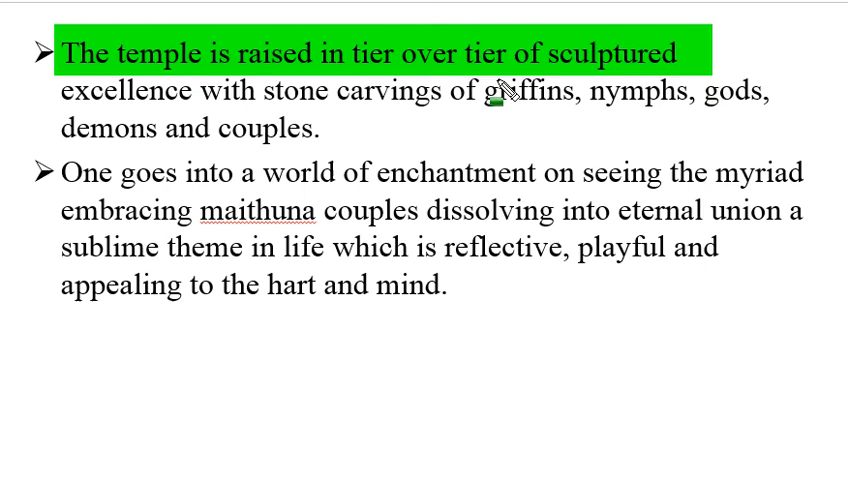 ➢ The temple is raised in tier over tier of sculptured
excellence with stone carvings of griffins, nymphs, gods,
demons and couples.
➢ One goes into a world of enchantment on seeing the myriad
embracing maithuna couples dissolving into eternal union a
sublime theme in life which is reflective, playful and
appealing to the hart and mind.